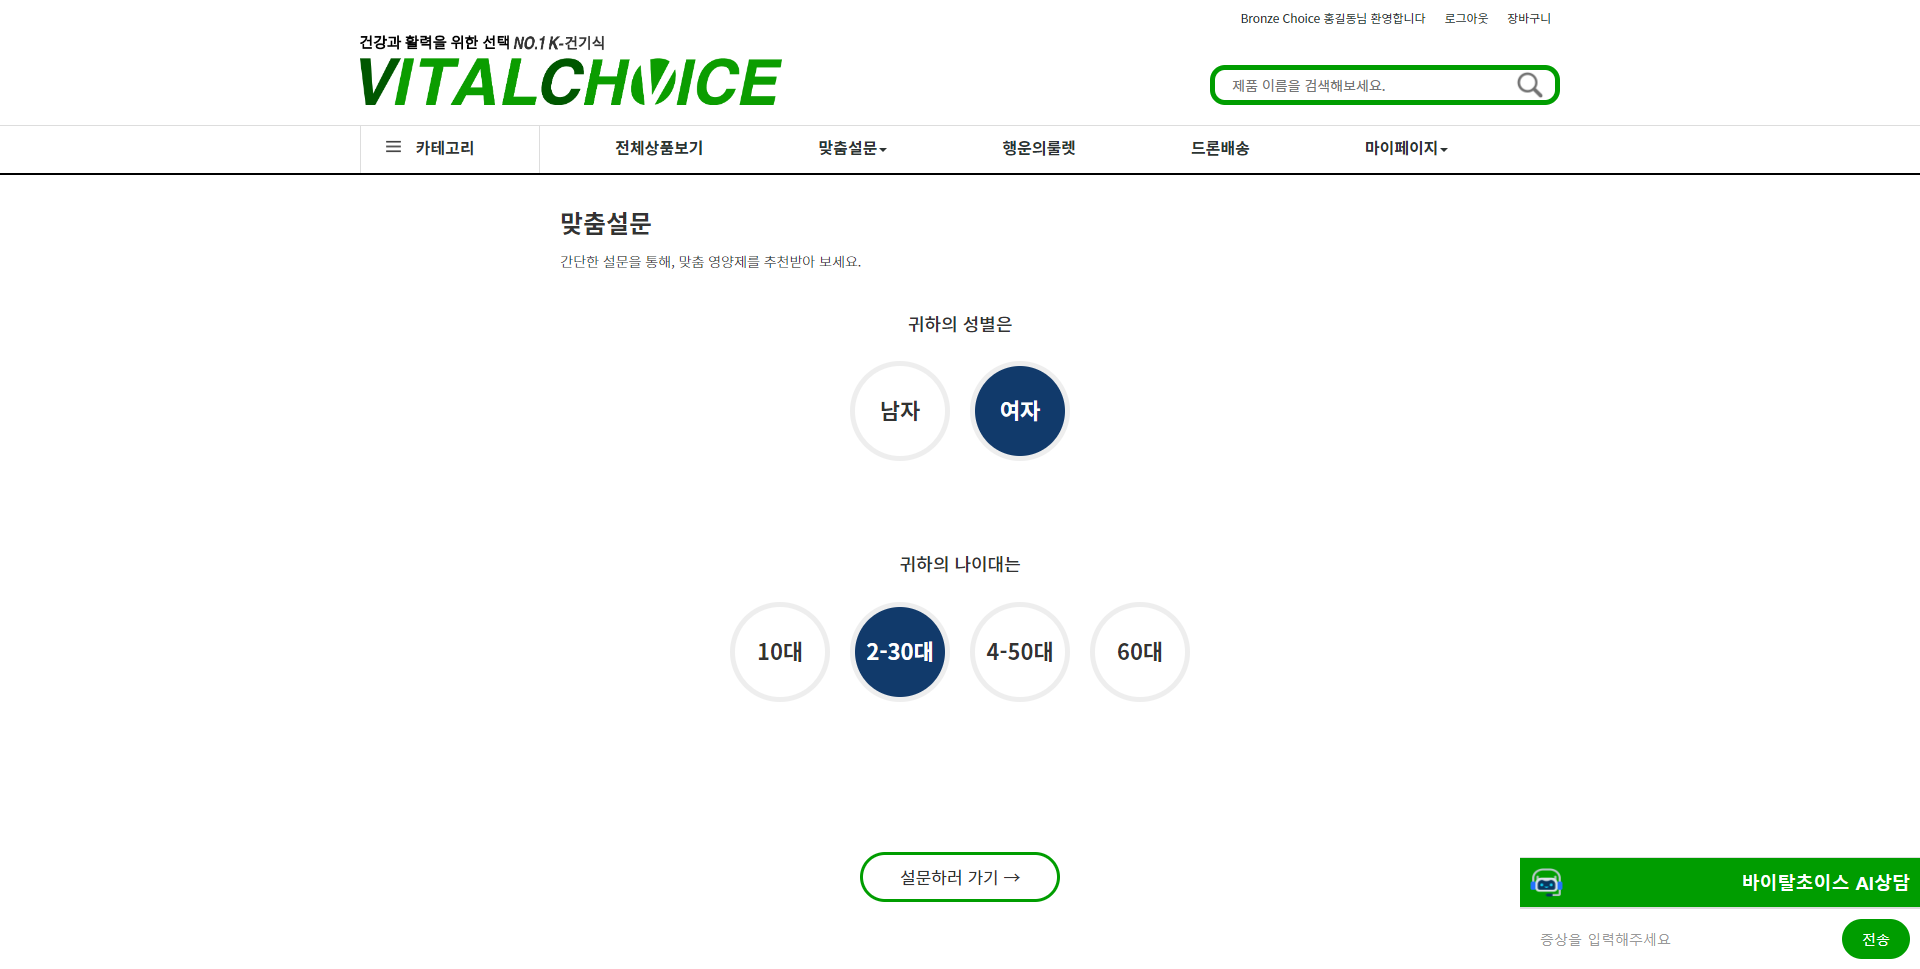 Bronze Choice 홍길동님 환영합니다 로그아웃 장바구니
건강과 활력을 위한 선택 NO.1 K-건기식
VITALCHOICE
제품 이름을 검색해보세요.
카테고리 전체상품보기 맞춤설문 행운의룰렛 드론배송 마이페이지
맞춤설문
간단한 설문을 통해, 맞춤 영양제를 추천받아 보세요.
귀하의 성별은
남자 여자
귀하의 나이대는
10대 2-30대 4-50대 60대
설문하러 가기 →
바이탈초이스 AI상담
증상을 입력해주세요 전송